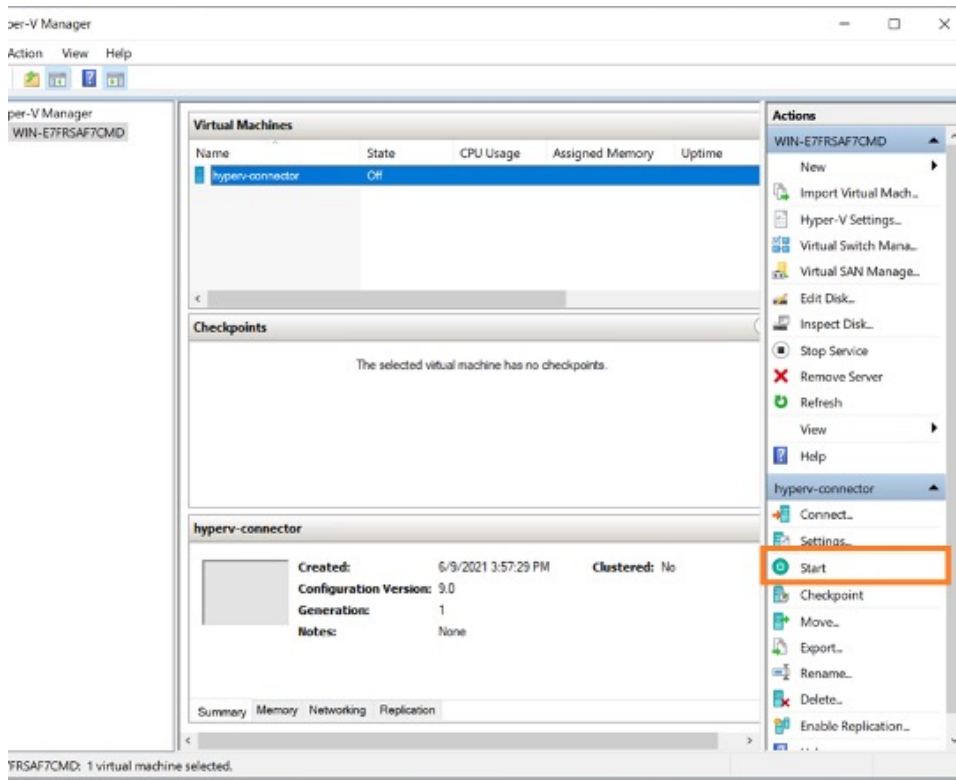 per-V Manager
Action View Help
per-V Manager
WIN-E7FRSAF7CMD
Virtual Machines
Name State CPU Usage Assigned Memory Uptime
hyperv-connector Off
Checkpoints
The selected virtual machine has no checkpoints.
hyperv-connector
Created: 6/9/2021 3:57:29 PM Clustered: No
Configuration Version: 9.0
Generation: 1
Notes: None
Summary Memory Networking Replication
Actions
WIN-E7FRSAF7CMD
New
Import Virtual Mach...
Hyper-V Settings...
Virtual Switch Mana...
Virtual SAN Manage...
Edit Disk...
Inspect Disk...
Stop Service
Remove Server
Refresh
View
Help
hyperv-connector
Connect...
Settings...
Start
Checkpoint
Move...
Export...
Rename...
Delete...
Enable Replication...
7FRSAF7CMD: 1 virtual machine selected.